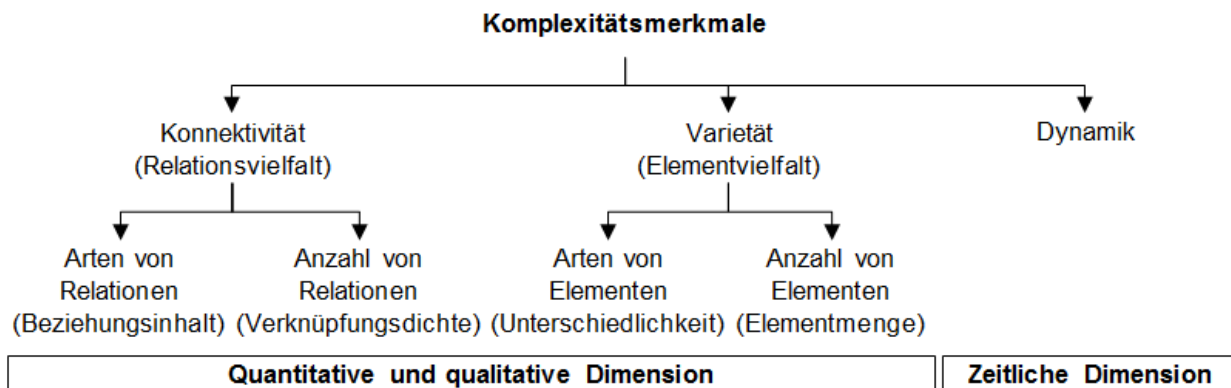 Komplexitätsmerkmale
Konnektivität
(Relationsvielfalt)
Varietät
(Elementvielfalt)
Dynamik
Arten von
Relationen
(Beziehungsinhalt)
Anzahl von
Relationen
(Verknüpfungsdichte)
Arten von
Elementen
(Unterschiedlichkeit)
Anzahl von
Elementen
(Elementmenge)
Quantitative und qualitative Dimension
Zeitliche Dimension